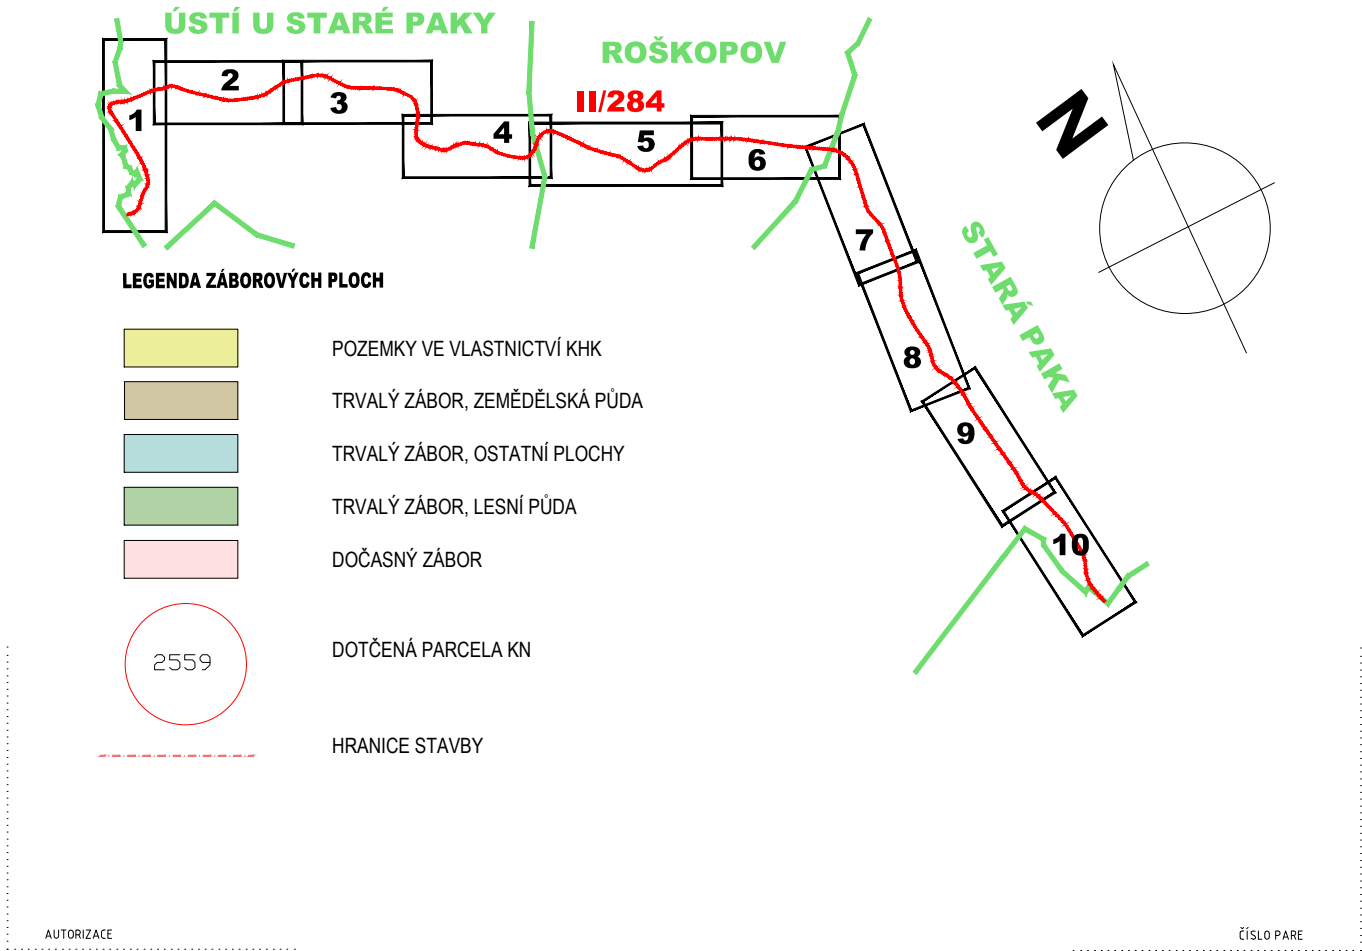 ÚSTÍ U STARÉ PAKY
ROŠKOPOV
II/284
1
2
3
4
5
6
7
8
9
10
N
STARÁ PAKA
LEGENDA ZÁBOROVÝCH PLOCH
POZEMKY VE VLASTNICTVÍ KHK
TRVALÝ ZÁBOR, ZEMĚDĚLSKÁ PŮDA
TRVALÝ ZÁBOR, OSTATNÍ PLOCHY
TRVALÝ ZÁBOR, LESNÍ PŮDA
DOČASNÝ ZÁBOR
2559
DOTČENÁ PARCELA KN
HRANICE STAVBY
AUTORIZACE
ČÍSLO PARE